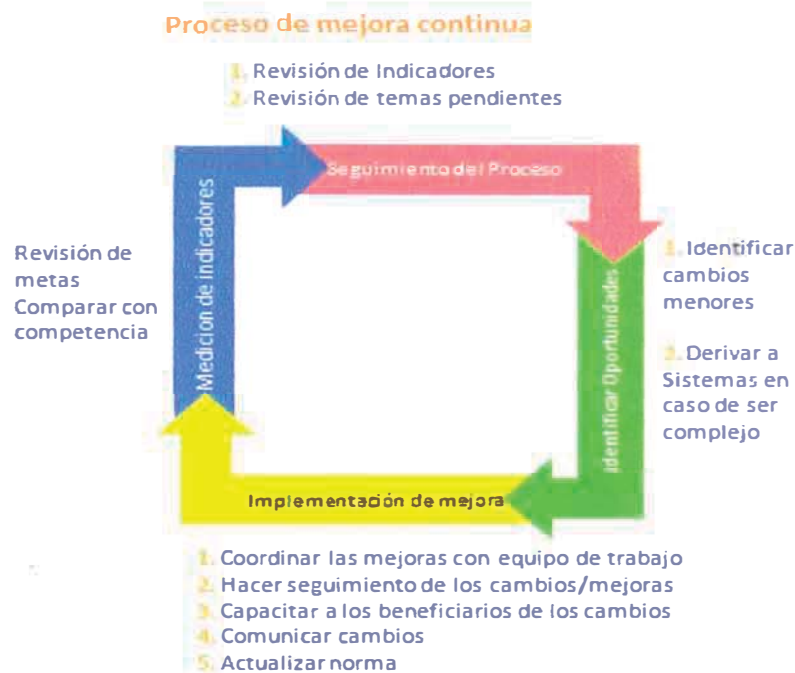 Proceso de mejora continua
1. Revisión de Indicadores
2. Revisión de temas pendientes
Seguimiento del Proceso
1. Identificar
cambios
menores
2. Derivar a
Sistemas en
caso de ser
complejo
Identificar Oportunidades
Medicion de indicadores
Revisión de
metas
Comparar con
competencia
Implementación de mejora
1. Coordinar las mejoras con equipo de trabajo
2. Hacer seguimiento de los cambios/mejoras
3. Capacitar a los beneficiarios de los cambios
4. Comunicar cambios
5. Actualizar norma